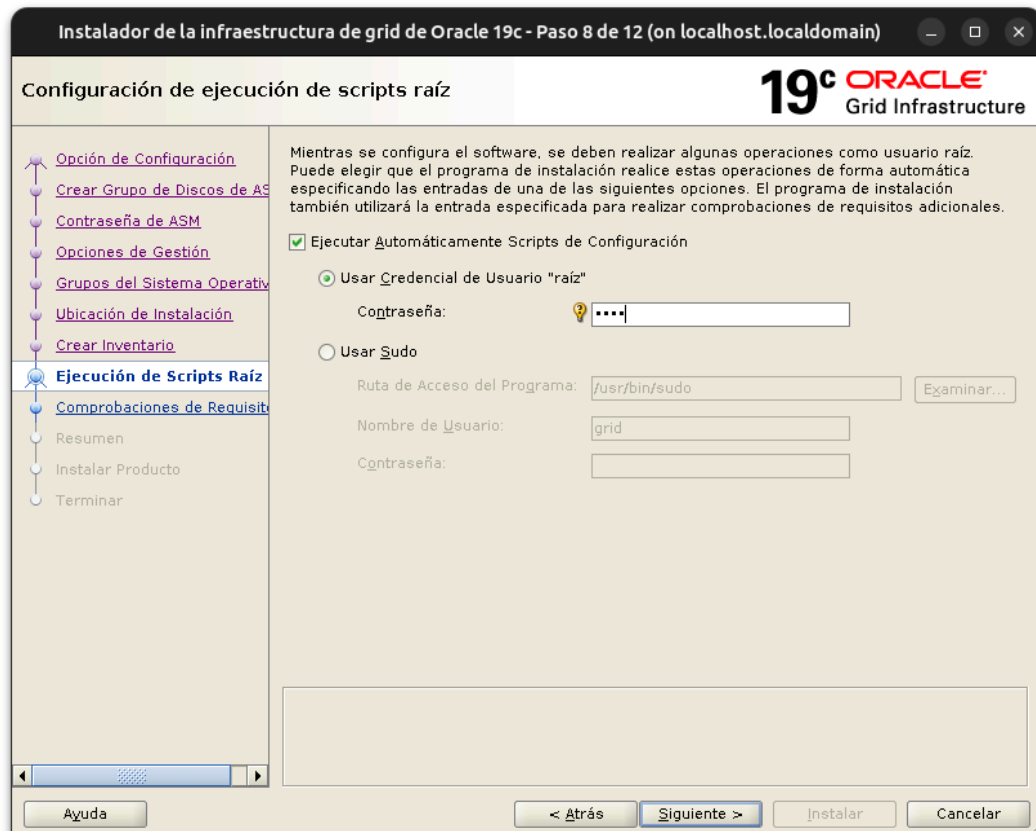 Instalador de la infraestructura de grid de Oracle 19c - Paso 8 de 12 (on localhost.localdomain)
Configuración de ejecución de scripts raíz
19c ORACLE
Grid Infrastructure
Opción de Configuración
Crear Grupo de Discos de AS
Contraseña de ASM
Opciones de Gestión
Grupos del Sistema Operativ
Ubicación de Instalación
Crear Inventario
Ejecución de Scripts Raíz
Comprobaciones de Requisit
Resumen
Instalar Producto
Terminar
Mientras se configura el software, se deben realizar algunas operaciones como usuario raíz.
Puede elegir que el programa de instalación realice estas operaciones de forma automática
especificando las entradas de una de las siguientes opciones. El programa de instalación
también utilizará la entrada especificada para realizar comprobaciones de requisitos adicionales.
Ejecutar Automáticamente Scripts de Configuración
Usar Credencial de Usuario "raíz"
Contraseña: ••••
Usar Sudo
Ruta de Acceso del Programa: /usr/bin/sudo Examinar...
Nombre de Usuario: grid
Contraseña:
Ayuda < Atrás Siguiente > Instalar Cancelar